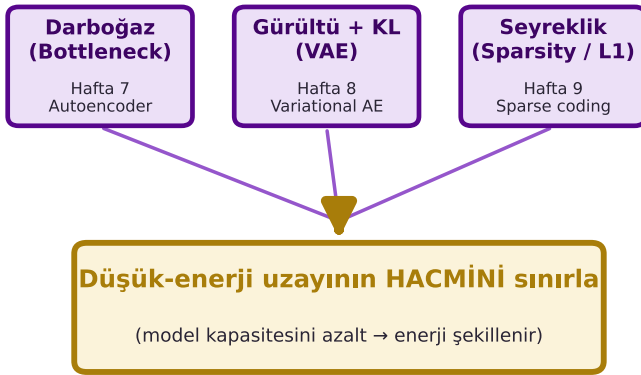 Darboğaz
(Bottleneck)
Hafta 7
Autoencoder
Gürültü + KL
(VAE)
Hafta 8
Variational AE
Seyreklik
(Sparsity / L1)
Hafta 9
Sparse coding
Düşük-enerji uzayının HACMİNİ sınırla
(model kapasitesini azalt → enerji şekillenir)